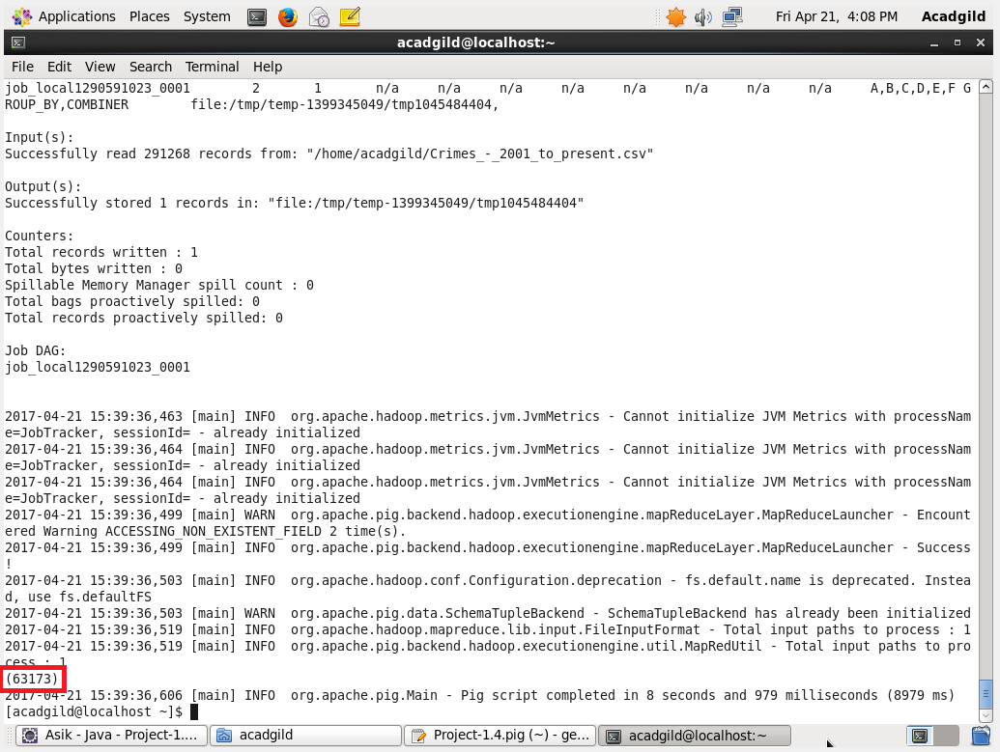 Applications Places System Fri Apr 21, 4:08 PM Acadgild
acadgild@localhost:~
File Edit View Search Terminal Help
job_local1290591023_0001 2 1 n/a n/a n/a n/a n/a n/a n/a n/a A,B,C,D,E,F G
ROUP_BY,COMBINER file:/tmp/temp-1399345049/tmp1045484404,
Input(s):
Successfully read 291268 records from: "/home/acadgild/Crimes_-_2001_to_present.csv"
Output(s):
Successfully stored 1 records in: "file:/tmp/temp-1399345049/tmp1045484404"
Counters:
Total records written : 1
Total bytes written : 0
Spillable Memory Manager spill count : 0
Total bags proactively spilled: 0
Total records proactively spilled: 0
Job DAG:
job_local1290591023_0001
2017-04-21 15:39:36,463 [main] INFO org.apache.hadoop.metrics.jvm.JvmMetrics - Cannot initialize JVM Metrics with processNam
e=JobTracker, sessionId= - already initialized
2017-04-21 15:39:36,464 [main] INFO org.apache.hadoop.metrics.jvm.JvmMetrics - Cannot initialize JVM Metrics with processNam
e=JobTracker, sessionId= - already initialized
2017-04-21 15:39:36,464 [main] INFO org.apache.hadoop.metrics.jvm.JvmMetrics - Cannot initialize JVM Metrics with processNam
e=JobTracker, sessionId= - already initialized
2017-04-21 15:39:36,499 [main] WARN org.apache.pig.backend.hadoop.executionengine.mapReduceLayer.MapReduceLauncher - Encount
ered Warning ACCESSING_NON_EXISTENT_FIELD 2 time(s).
2017-04-21 15:39:36,499 [main] INFO org.apache.pig.backend.hadoop.executionengine.mapReduceLayer.MapReduceLauncher - Success
!
2017-04-21 15:39:36,503 [main] INFO org.apache.hadoop.conf.Configuration.deprecation - fs.default.name is deprecated. Instea
d, use fs.defaultFS
2017-04-21 15:39:36,503 [main] WARN org.apache.pig.data.SchemaTupleBackend - SchemaTupleBackend has already been initialized
2017-04-21 15:39:36,519 [main] INFO org.apache.hadoop.mapreduce.lib.input.FileInputFormat - Total input paths to process : 1
2017-04-21 15:39:36,519 [main] INFO org.apache.pig.backend.hadoop.executionengine.util.MapRedUtil - Total input paths to pro
cess : 1
(63173)
2017-04-21 15:39:36,606 [main] INFO org.apache.pig.Main - Pig script completed in 8 seconds and 979 milliseconds (8979 ms)
[acadgild@localhost ~]$
Asik - Java - Project-1.... acadgild Project-1.4.pig (~) - ge... acadgild@localhost:~